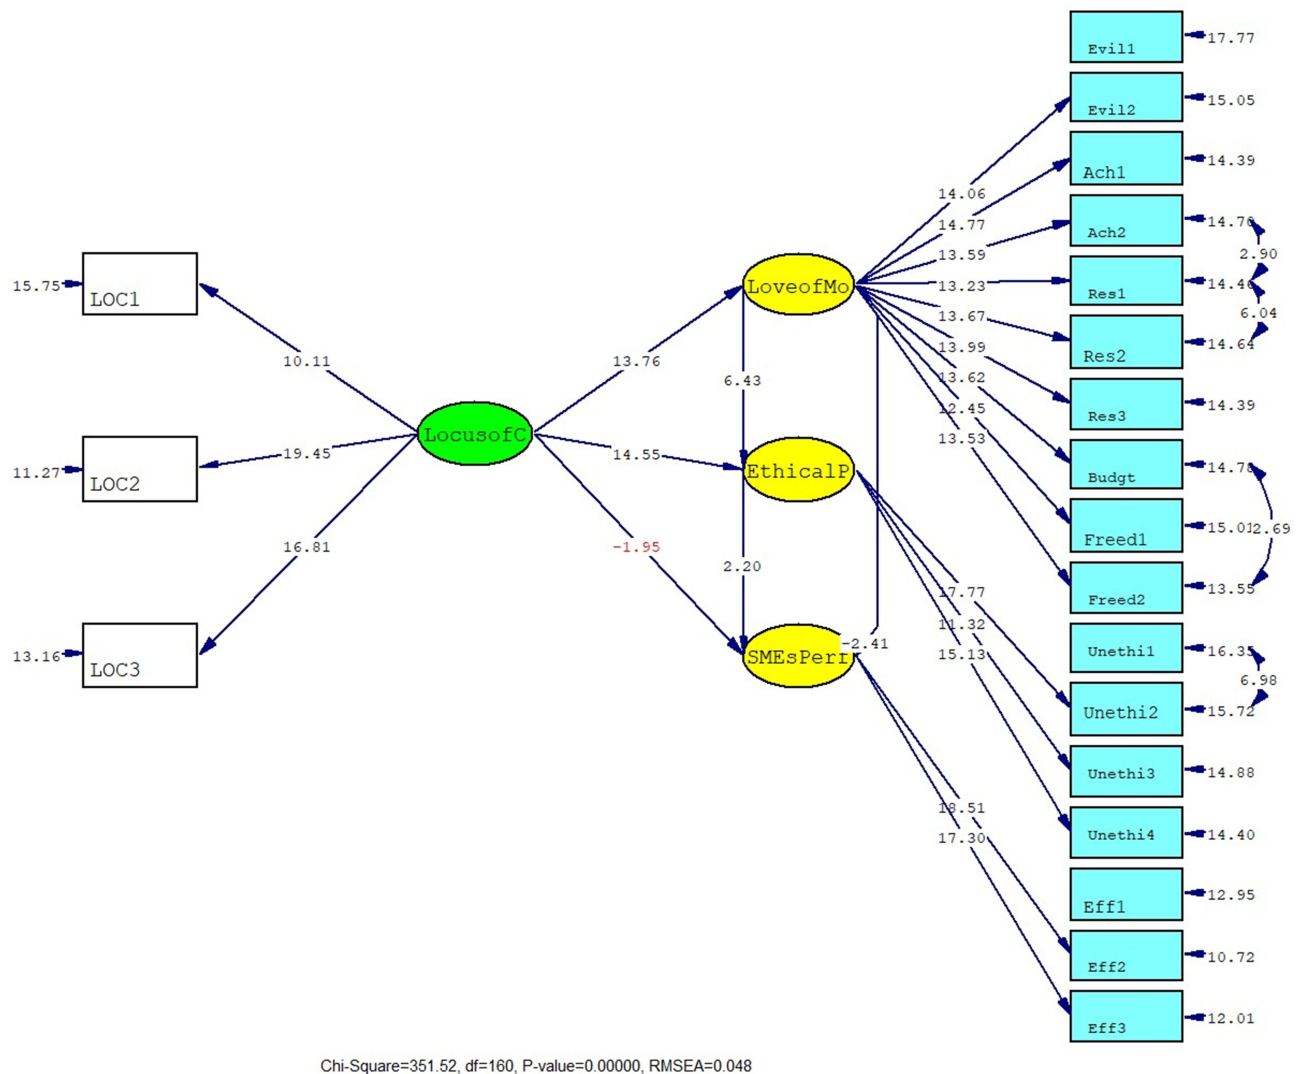 Evil1
17.77
Evil2
15.05
Ach1
14.39
Ach2
2.90
Res1
6.04
Res2
14.64
Res3
14.39
Budgt
Freed1
15.01
2.69
Freed2
13.55
Unethi1
16.35
6.98
Unethi2
15.72
Unethi3
14.88
Unethi4
14.40
Eff1
12.95
Eff2
10.72
Eff3
12.01
14.06
14.77
13.59
13.23
13.67
13.99
13.62
12.45
13.53
17.77
11.32
15.13
18.51
17.30
LoveofMo
6.43
EthicalP
2.20
SMEsPerf
-2.41
13.76
14.55
-1.95
LocusofC
10.11
19.45
16.81
15.75
LOC1
11.27
LOC2
13.16
LOC3
Chi-Square=351.52, df=160, P-value=0.00000, RMSEA=0.048